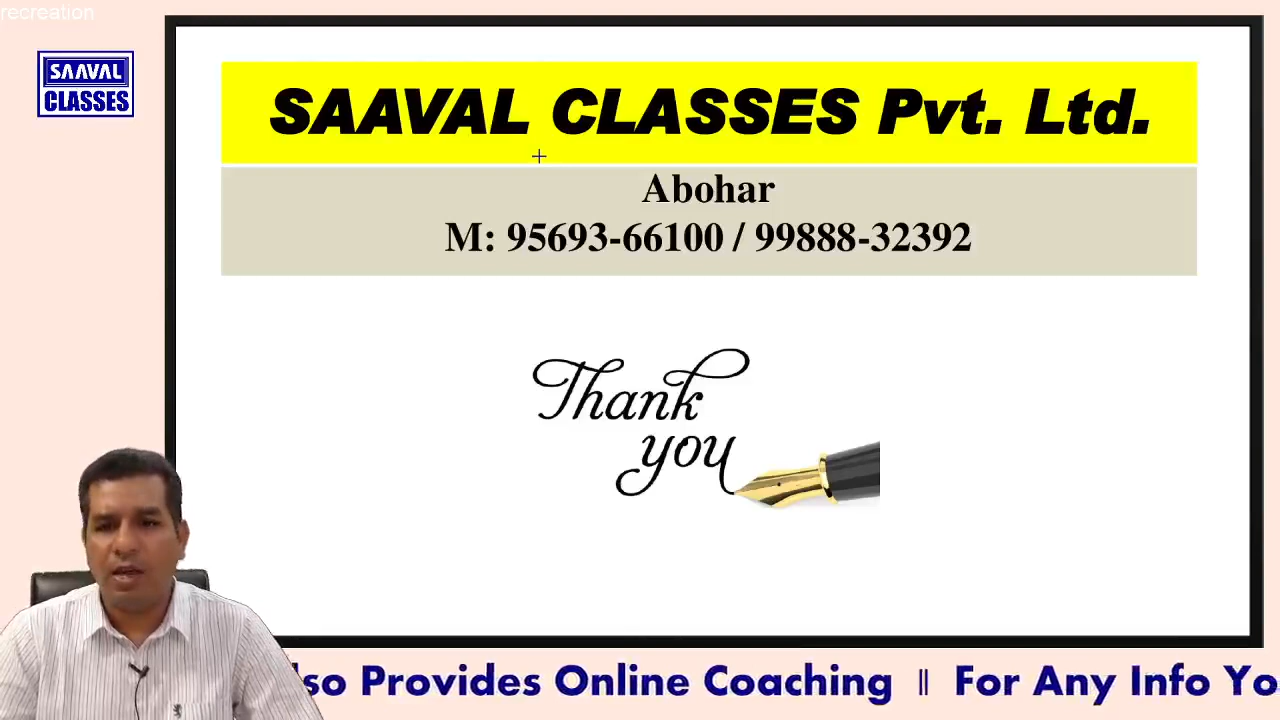 recreation
SAAVAL
CLASSES
SAAVAL CLASSES Pvt. Ltd.
Abohar
M: 95693-66100 / 99888-32392
Thank
you
lso Provides Online Coaching || For Any Info Yo